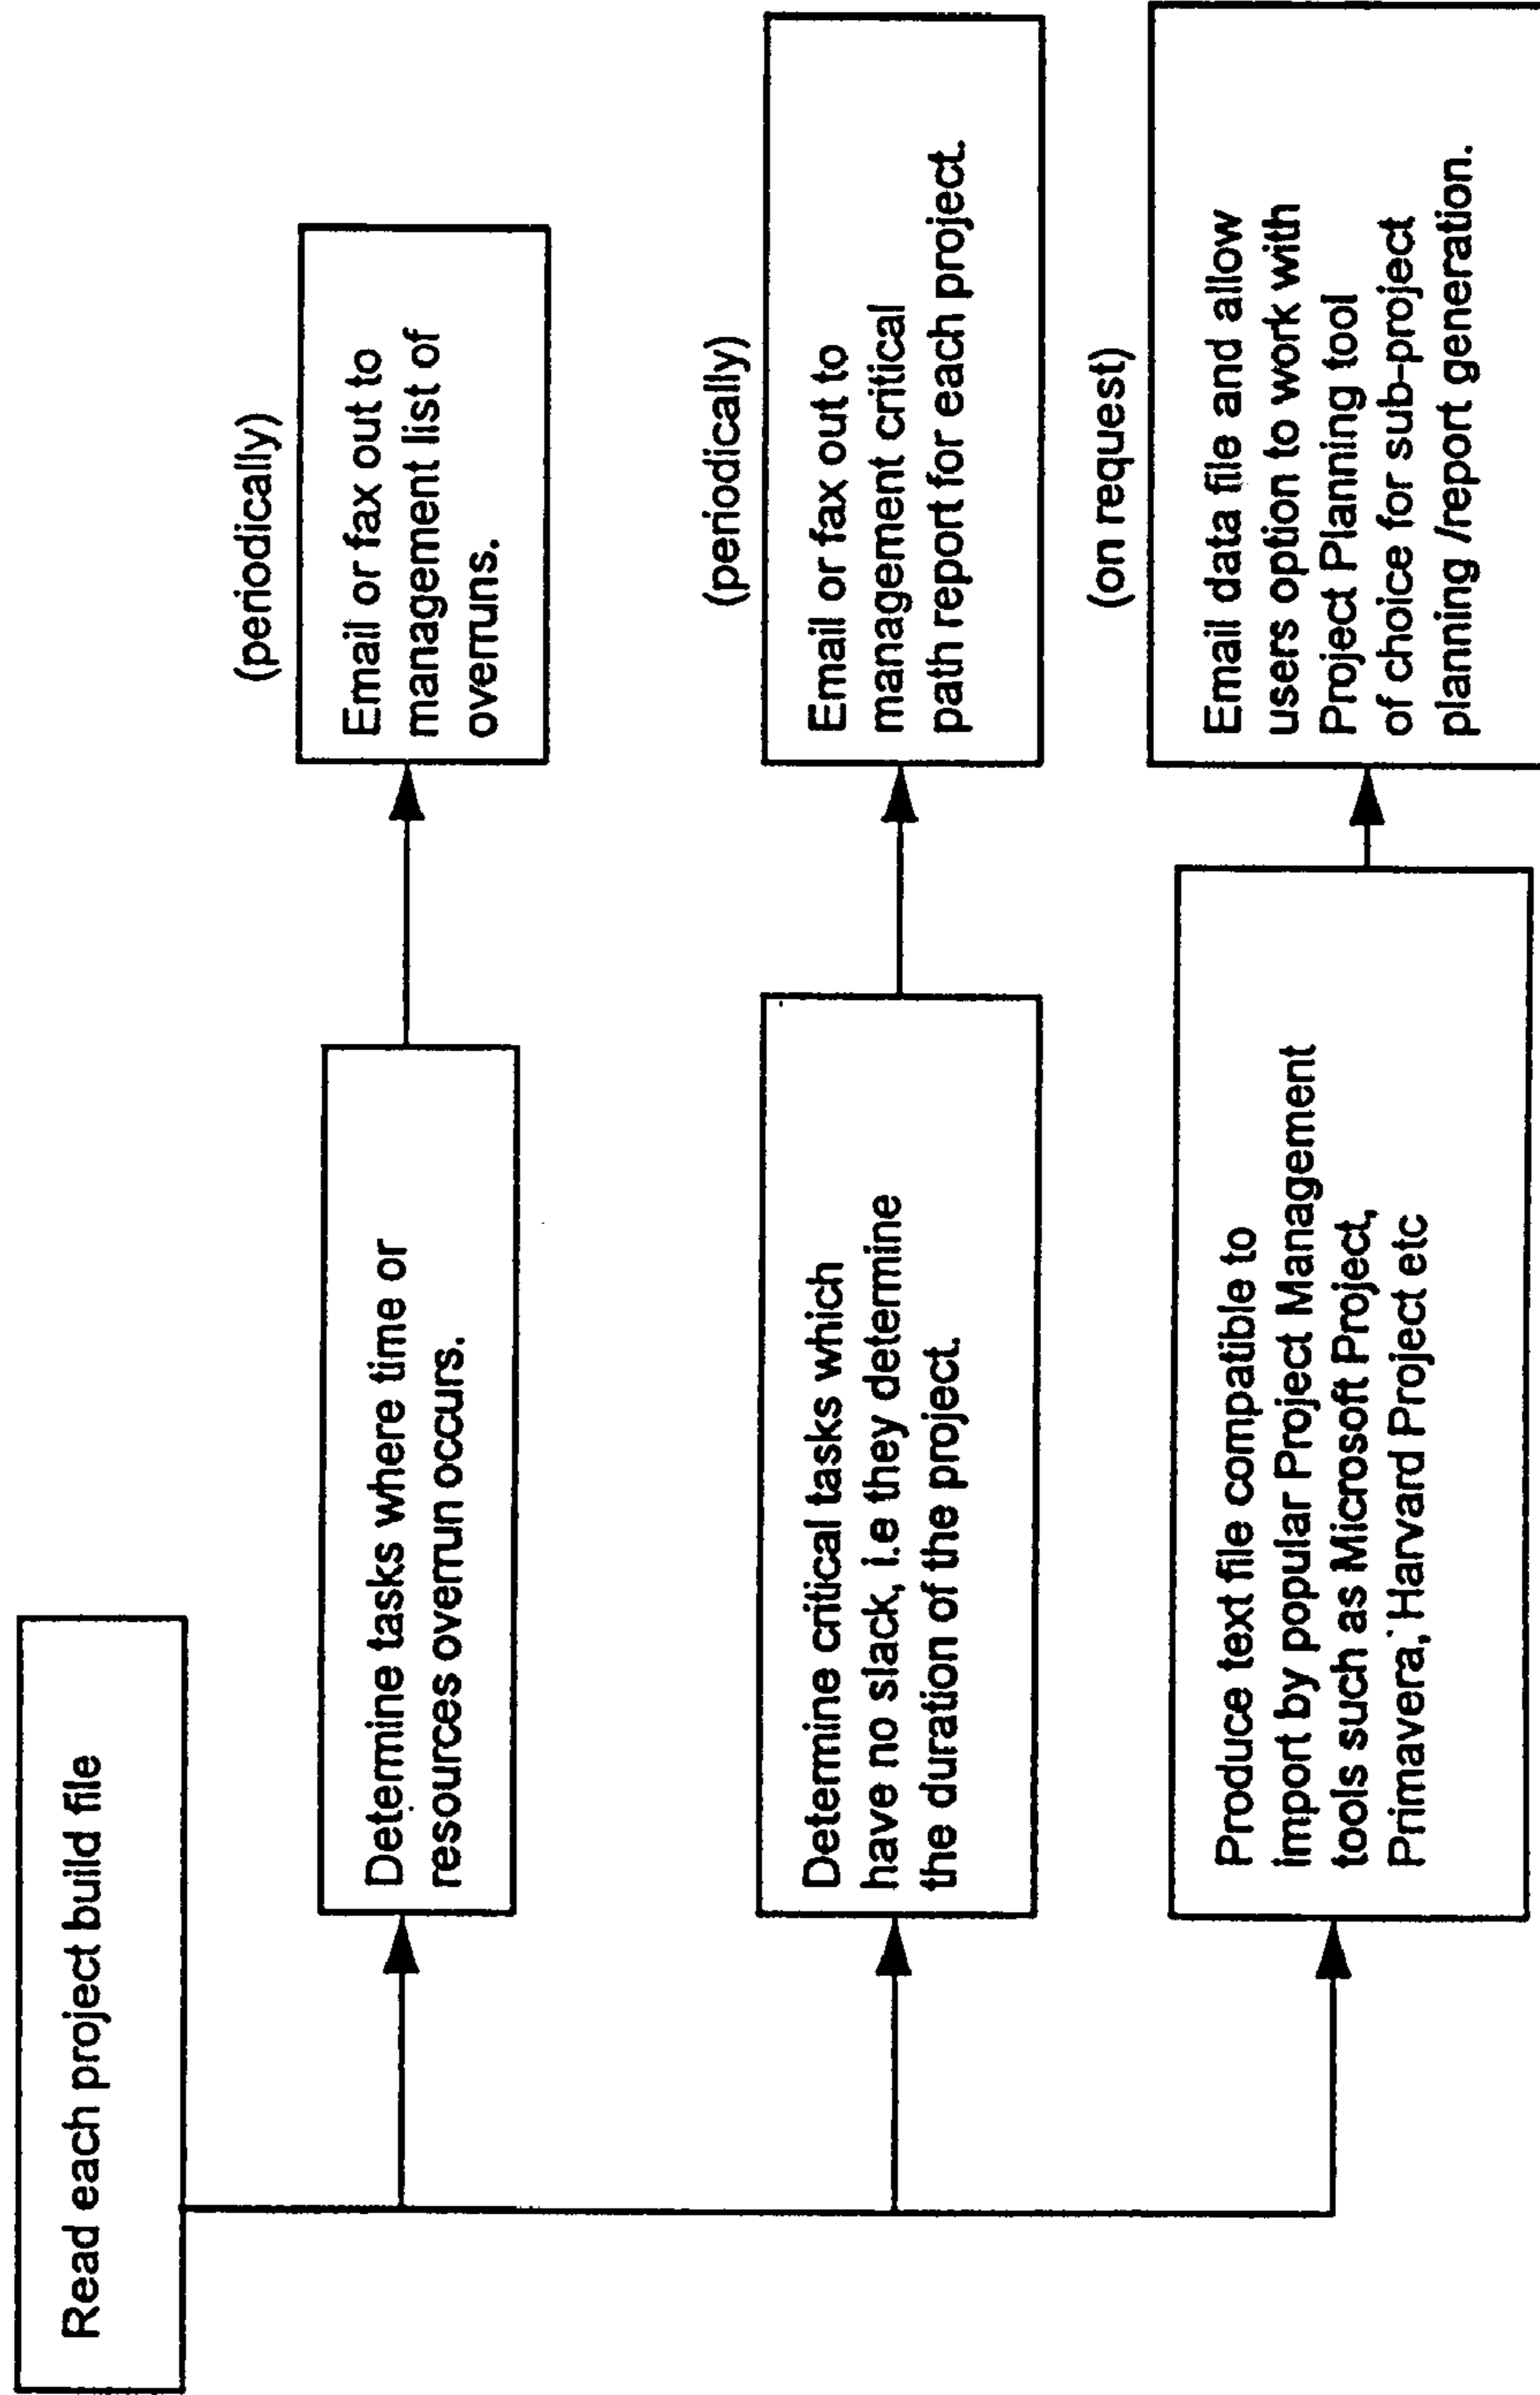 Read each project build file
Determine tasks where time or
resources overrun occurs.
(periodically)
Email or fax out to
management list of
overruns.
Determine critical tasks which
have no slack, i.e they determine
the duration of the project.
(periodically)
Email or fax out to
management critical
path report for each project.
Produce text file compatible to
import by popular Project Management
tools such as Microsoft Project,
Primavera, Harvard Project etc
(on request)
Email data file and allow
users option to work with
Project Planning tool
of choice for sub-project
planning /report generation.